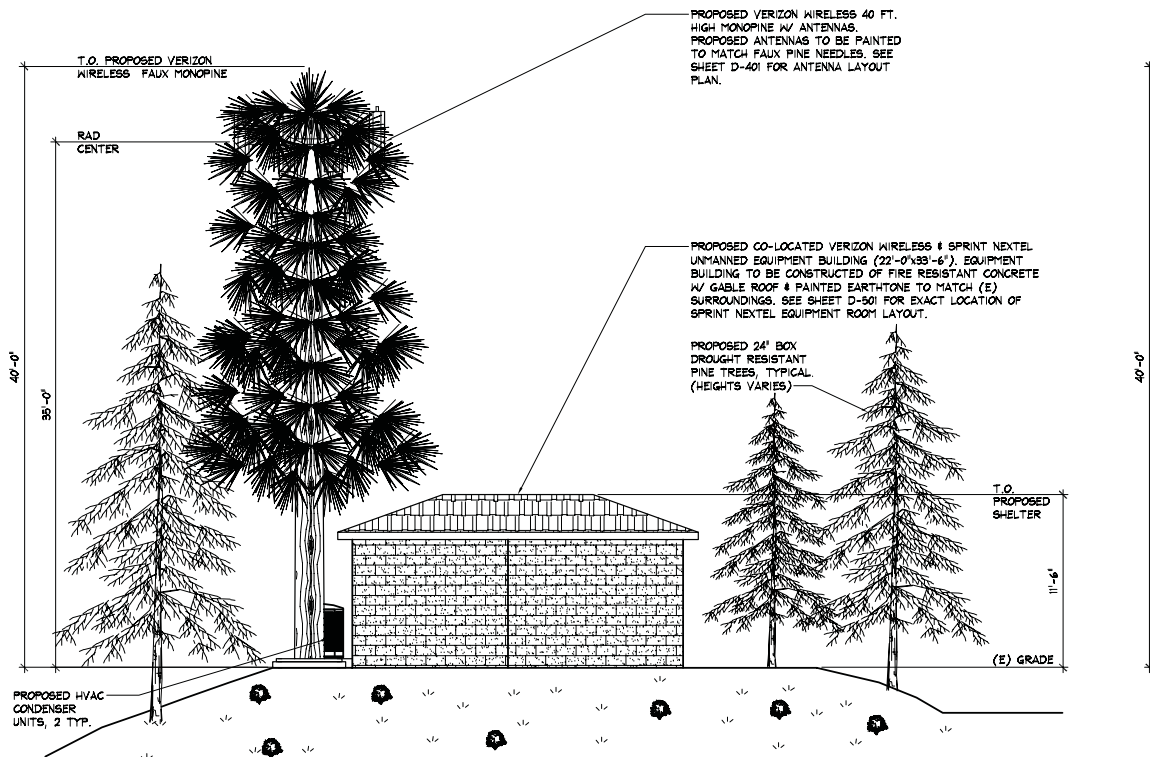 PROPOSED VERIZON WIRELESS 40 FT.
HIGH MONOPINE W/ ANTENNAS.
PROPOSED ANTENNAS TO BE PAINTED
TO MATCH FAUX PINE NEEDLES. SEE
SHEET D-401 FOR ANTENNA LAYOUT
PLAN.
T.O. PROPOSED VERIZON
WIRELESS FAUX MONOPINE
RAD
CENTER
PROPOSED CO-LOCATED VERIZON WIRELESS & SPRINT NEXTEL
UNMANNED EQUIPMENT BUILDING (22'-0"x33'-6"). EQUIPMENT
BUILDING TO BE CONSTRUCTED OF FIRE RESISTANT CONCRETE
W/ GABLE ROOF & PAINTED EARTHTONE TO MATCH (E)
SURROUNDINGS. SEE SHEET D-501 FOR EXACT LOCATION OF
SPRINT NEXTEL EQUIPMENT ROOM LAYOUT.
PROPOSED 24" BOX
DROUGHT RESISTANT
PINE TREES, TYPICAL.
(HEIGHTS VARIES)
40'-0"
35'-0"
40'-0"
T.O.
PROPOSED
SHELTER
11'-6"
(E) GRADE
PROPOSED HVAC
CONDENSER
UNITS, 2 TYP.